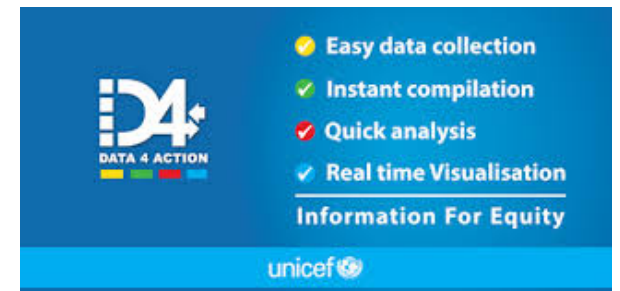 D4
DATA 4 ACTION
Easy data collection
Instant compilation
Quick analysis
Real time Visualisation
Information For Equity
unicef